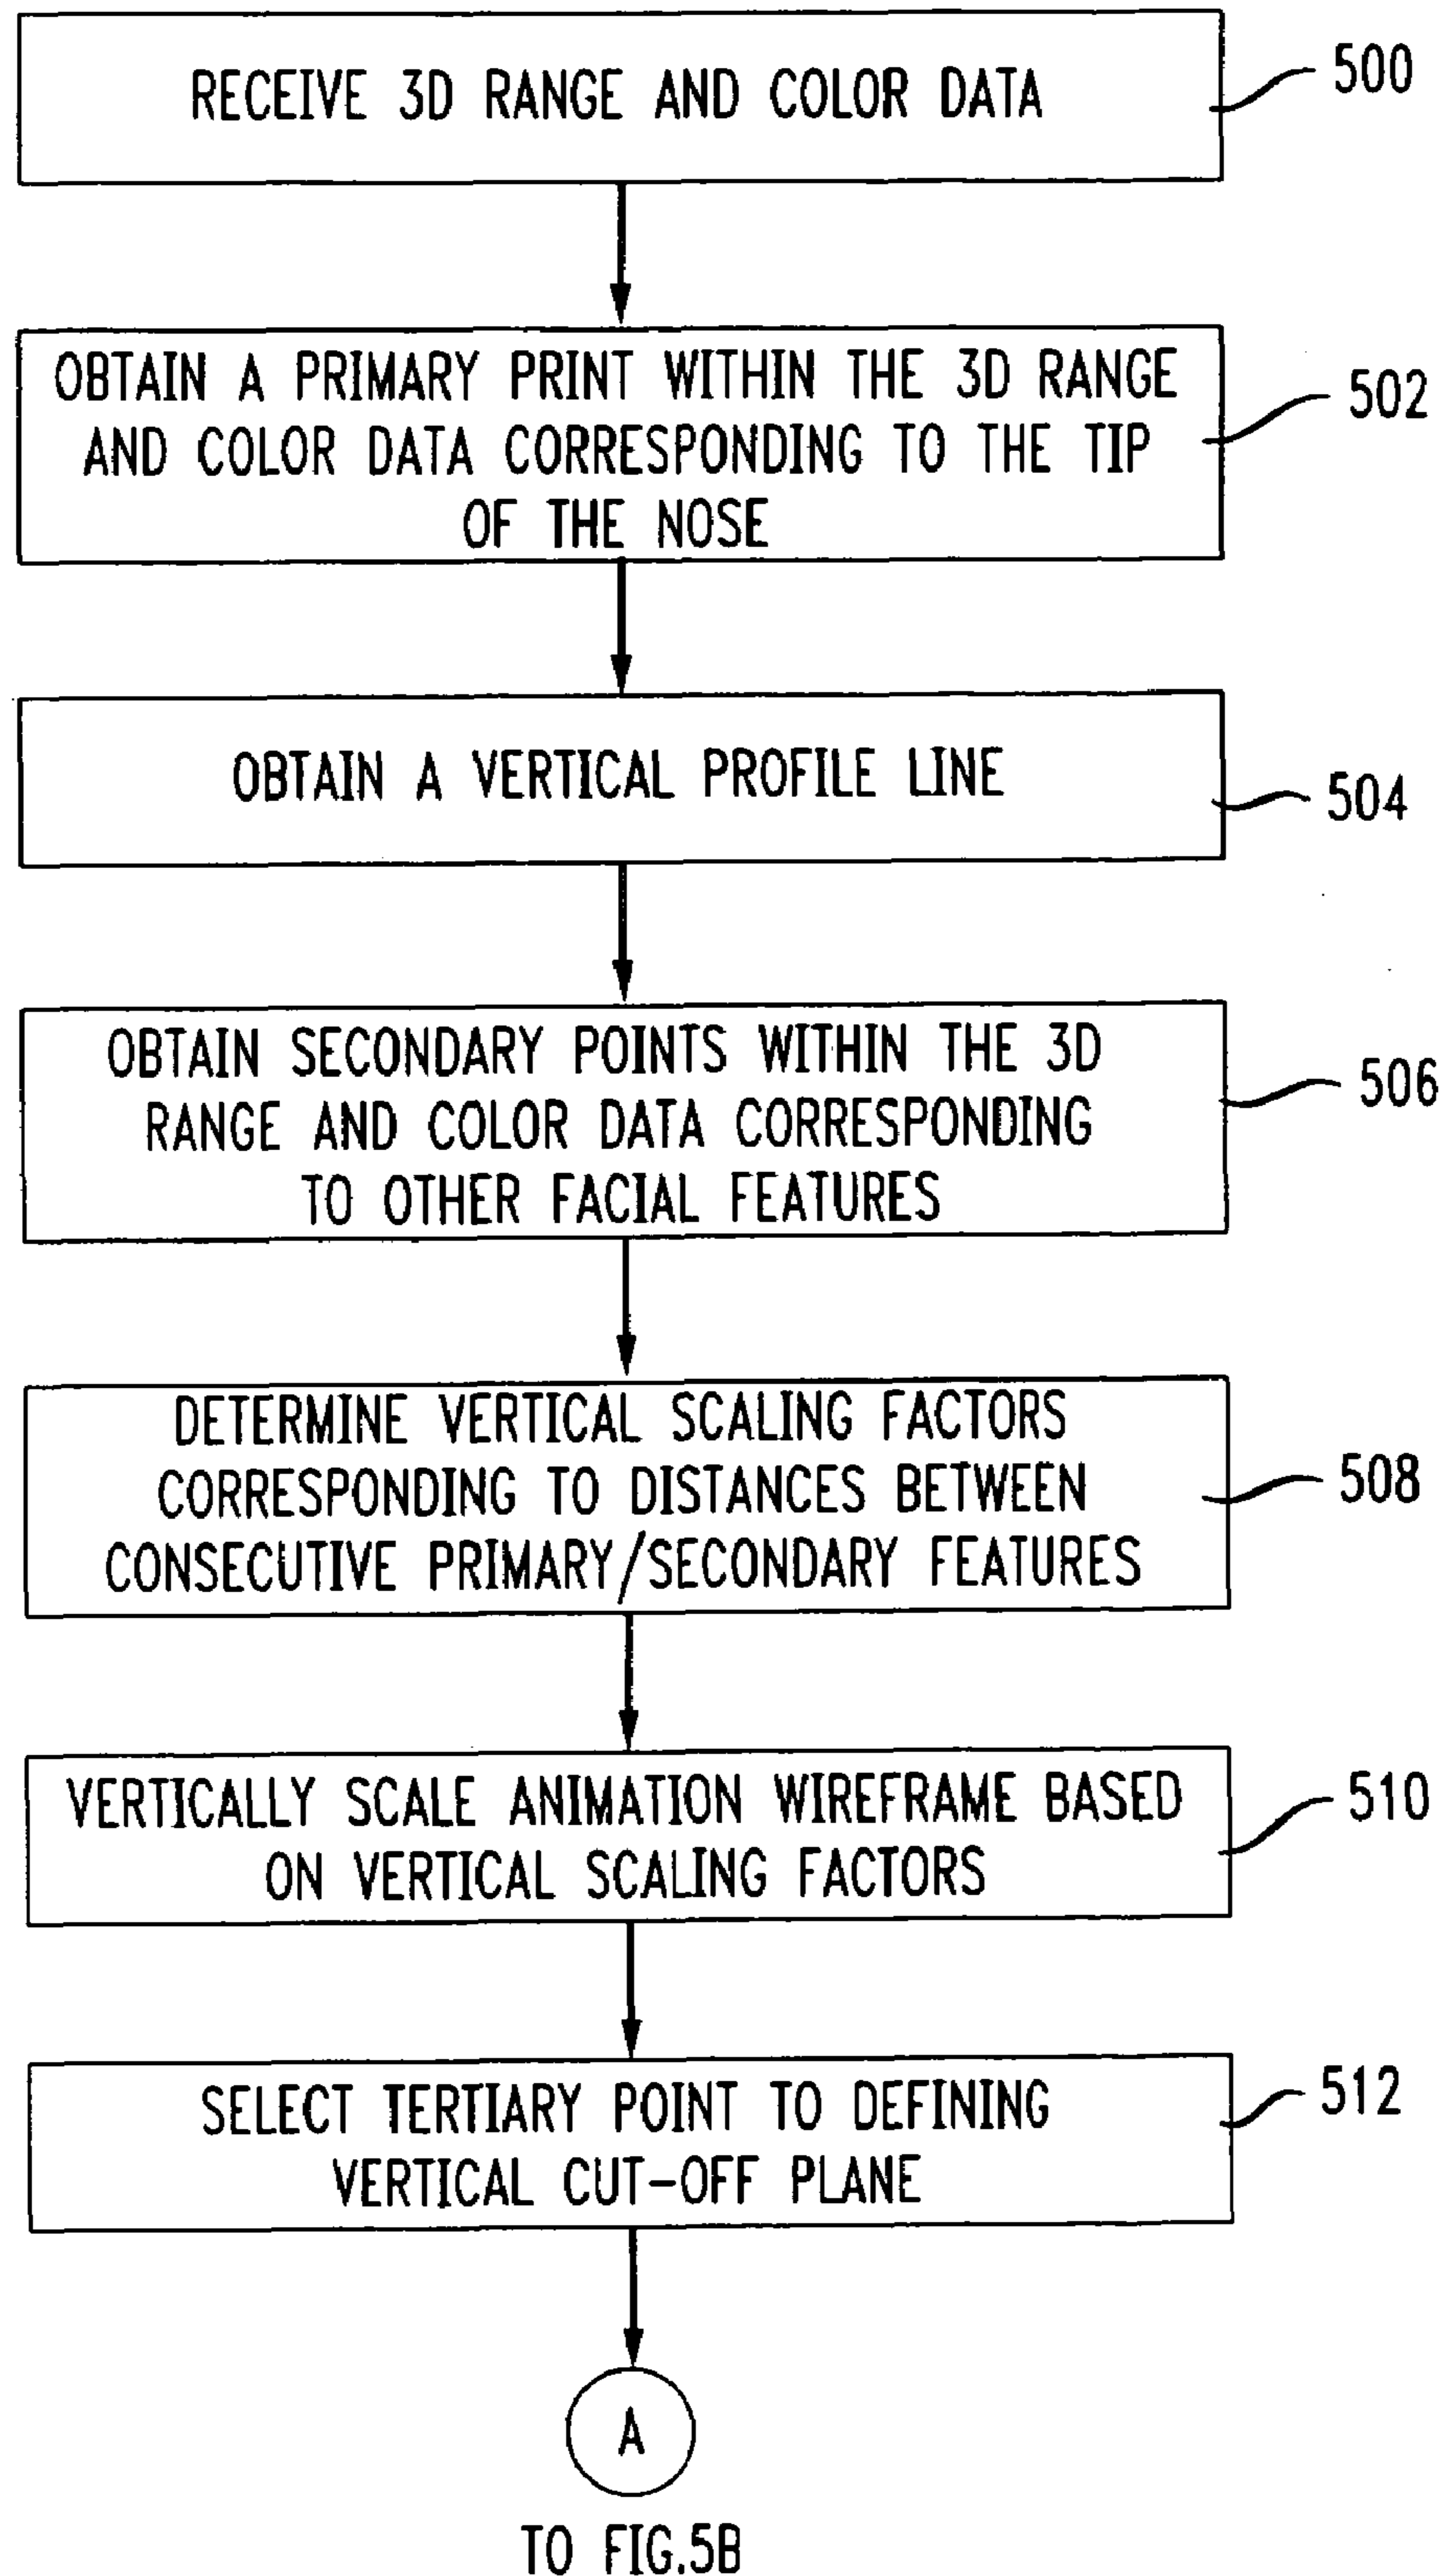 RECEIVE 3D RANGE AND COLOR DATA
500
OBTAIN A PRIMARY PRINT WITHIN THE 3D RANGE
AND COLOR DATA CORRESPONDING TO THE TIP
OF THE NOSE
502
OBTAIN A VERTICAL PROFILE LINE
504
OBTAIN SECONDARY POINTS WITHIN THE 3D
RANGE AND COLOR DATA CORRESPONDING
TO OTHER FACIAL FEATURES
506
DETERMINE VERTICAL SCALING FACTORS
CORRESPONDING TO DISTANCES BETWEEN
CONSECUTIVE PRIMARY/SECONDARY FEATURES
508
VERTICALLY SCALE ANIMATION WIREFRAME BASED
ON VERTICAL SCALING FACTORS
510
SELECT TERTIARY POINT TO DEFINING
VERTICAL CUT-OFF PLANE
512
A
TO FIG.5B